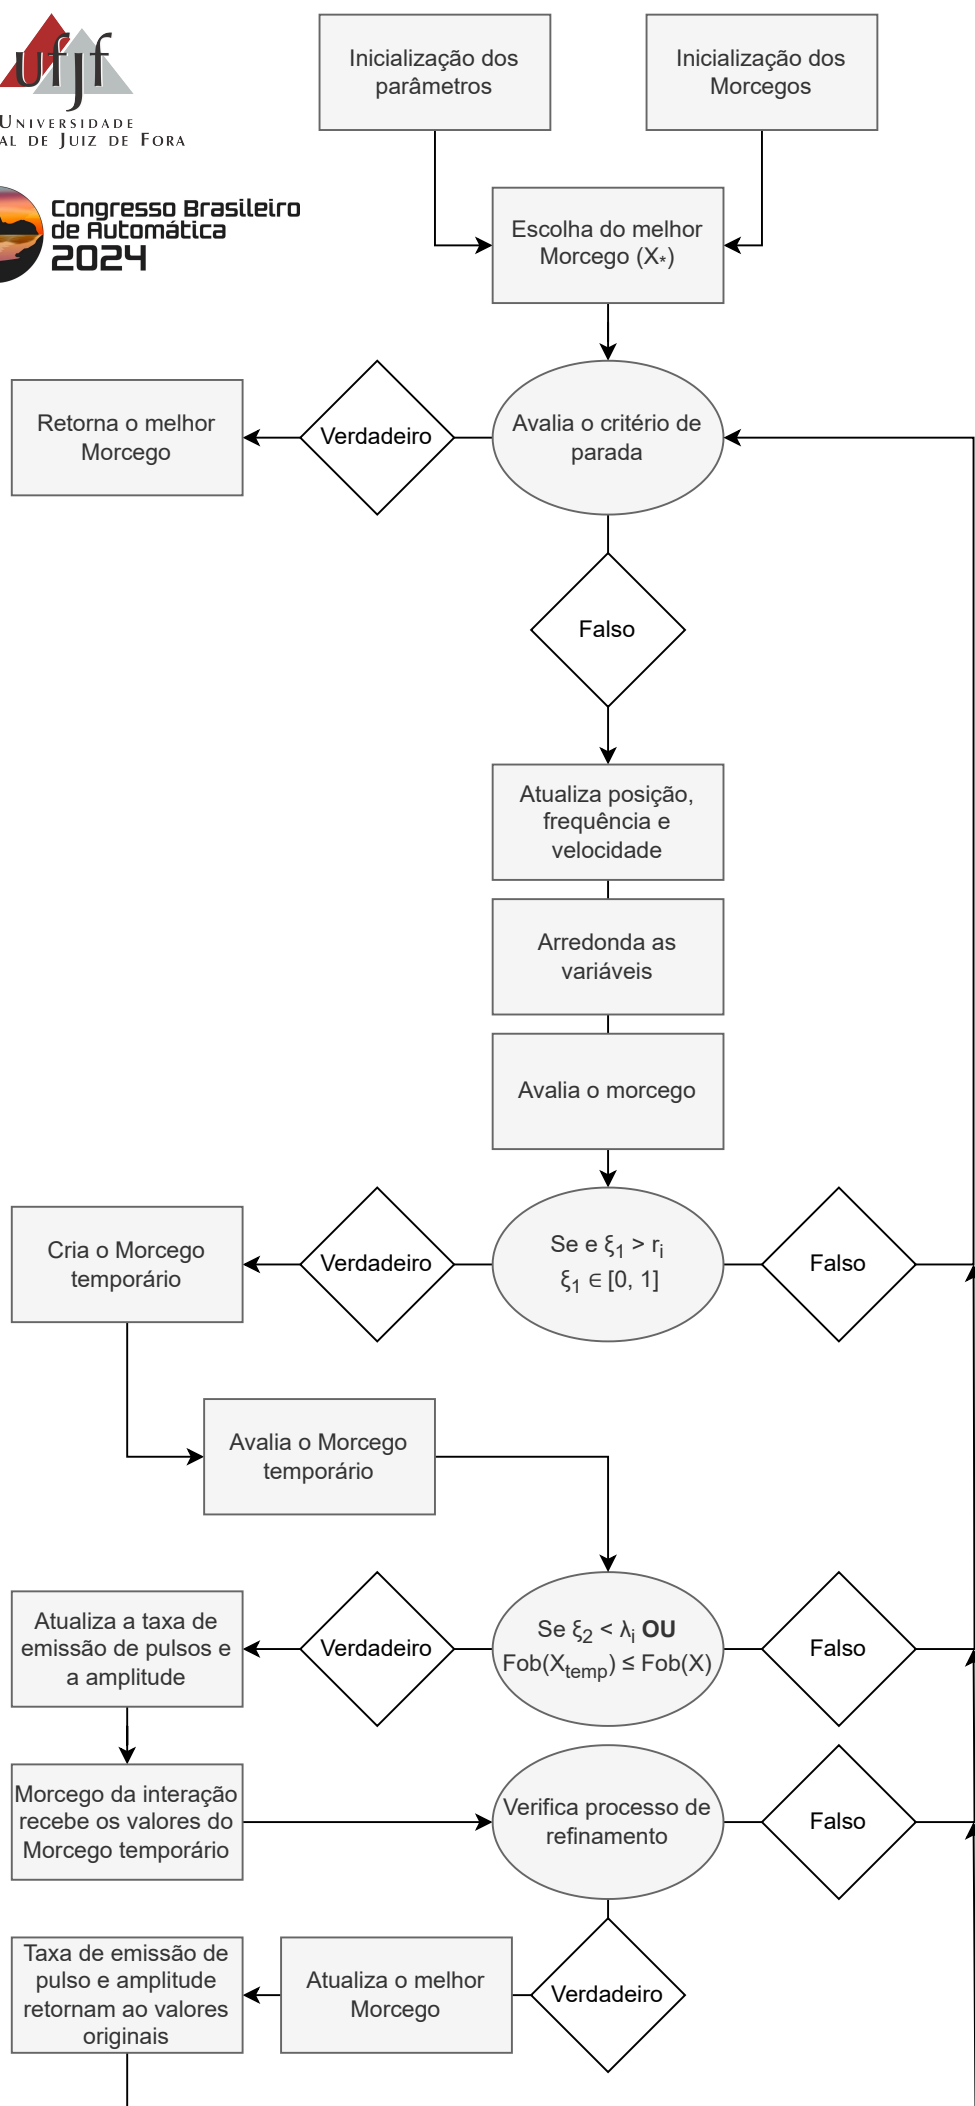 ufjf
UNIVERSIDADE
AL DE JUIZ DE FORA
Congresso Brasileiro
de Automática
2024
Inicialização dos
parâmetros
Inicialização dos
Morcegos
Escolha do melhor
Morcego (X*)
Retorna o melhor
Morcego
Verdadeiro
Avalia o critério de
parada
Falso
Atualiza posição,
frequência e
velocidade
Arredonda as
variáveis
Avalia o morcego
Cria o Morcego
temporário
Verdadeiro
Se e ξ1 > ri
ξ1 ∈ [0, 1]
Falso
Avalia o Morcego
temporário
Atualiza a taxa de
emissão de pulsos e
a amplitude
Verdadeiro
Se ξ2 < λi OU
Fob(Xtemp) ≤ Fob(X)
Falso
Morcego da interação
recebe os valores do
Morcego temporário
Verifica processo de
refinamento
Falso
Taxa de emissão de
pulso e amplitude
retornam ao valores
originais
Atualiza o melhor
Morcego
Verdadeiro